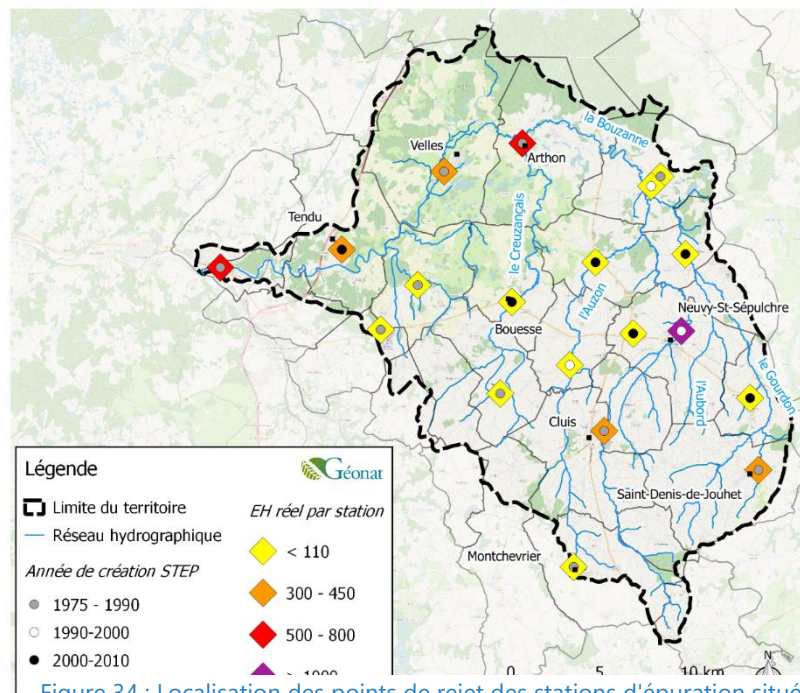 la Bouzanne
Velles
Arthon
Tendu
le Creuzançais
l'Auzon
Neuvy-St-Sépulchre
Bouesse
le Gourdon
l'Aubord
Cluis
Saint-Denis-de-Jouhet
Montchevrier
Légende
Géonat
Limite du territoire
Réseau hydrographique
Année de création STEP
1975 - 1990
1990-2000
2000-2010
EH réel par station
< 110
300 - 450
500 - 800
> 1000
0 5 10 km
N
Figure 34 : Localisation des points de rejet des stations d'épuration situé